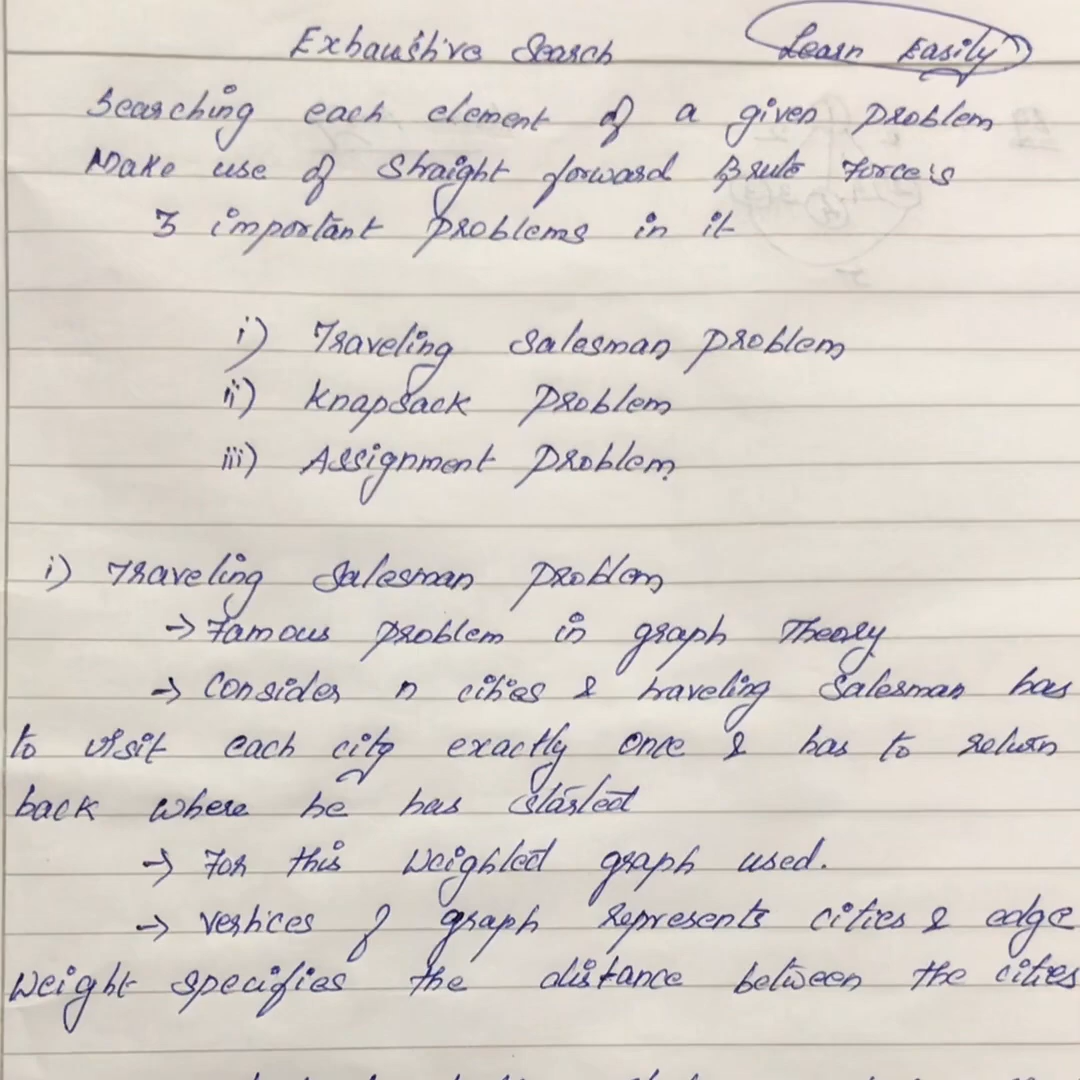 Exhaustive Search Learn Easily
Searching each element of a given problem
Make use of straight forward Brute Force's
3 important problems in it
i) Traveling Salesman problem
ii) Knapsack problem
iii) Assignment problem
i) Traveling Salesman problem
→ Famous problem in graph Theory
→ Consider n cities & traveling Salesman has
to visit each city exactly once & has to return
back where he has started
→ For this weighted graph used.
→ vertices of graph represents cities & edge
weight specifies the distance between the cities